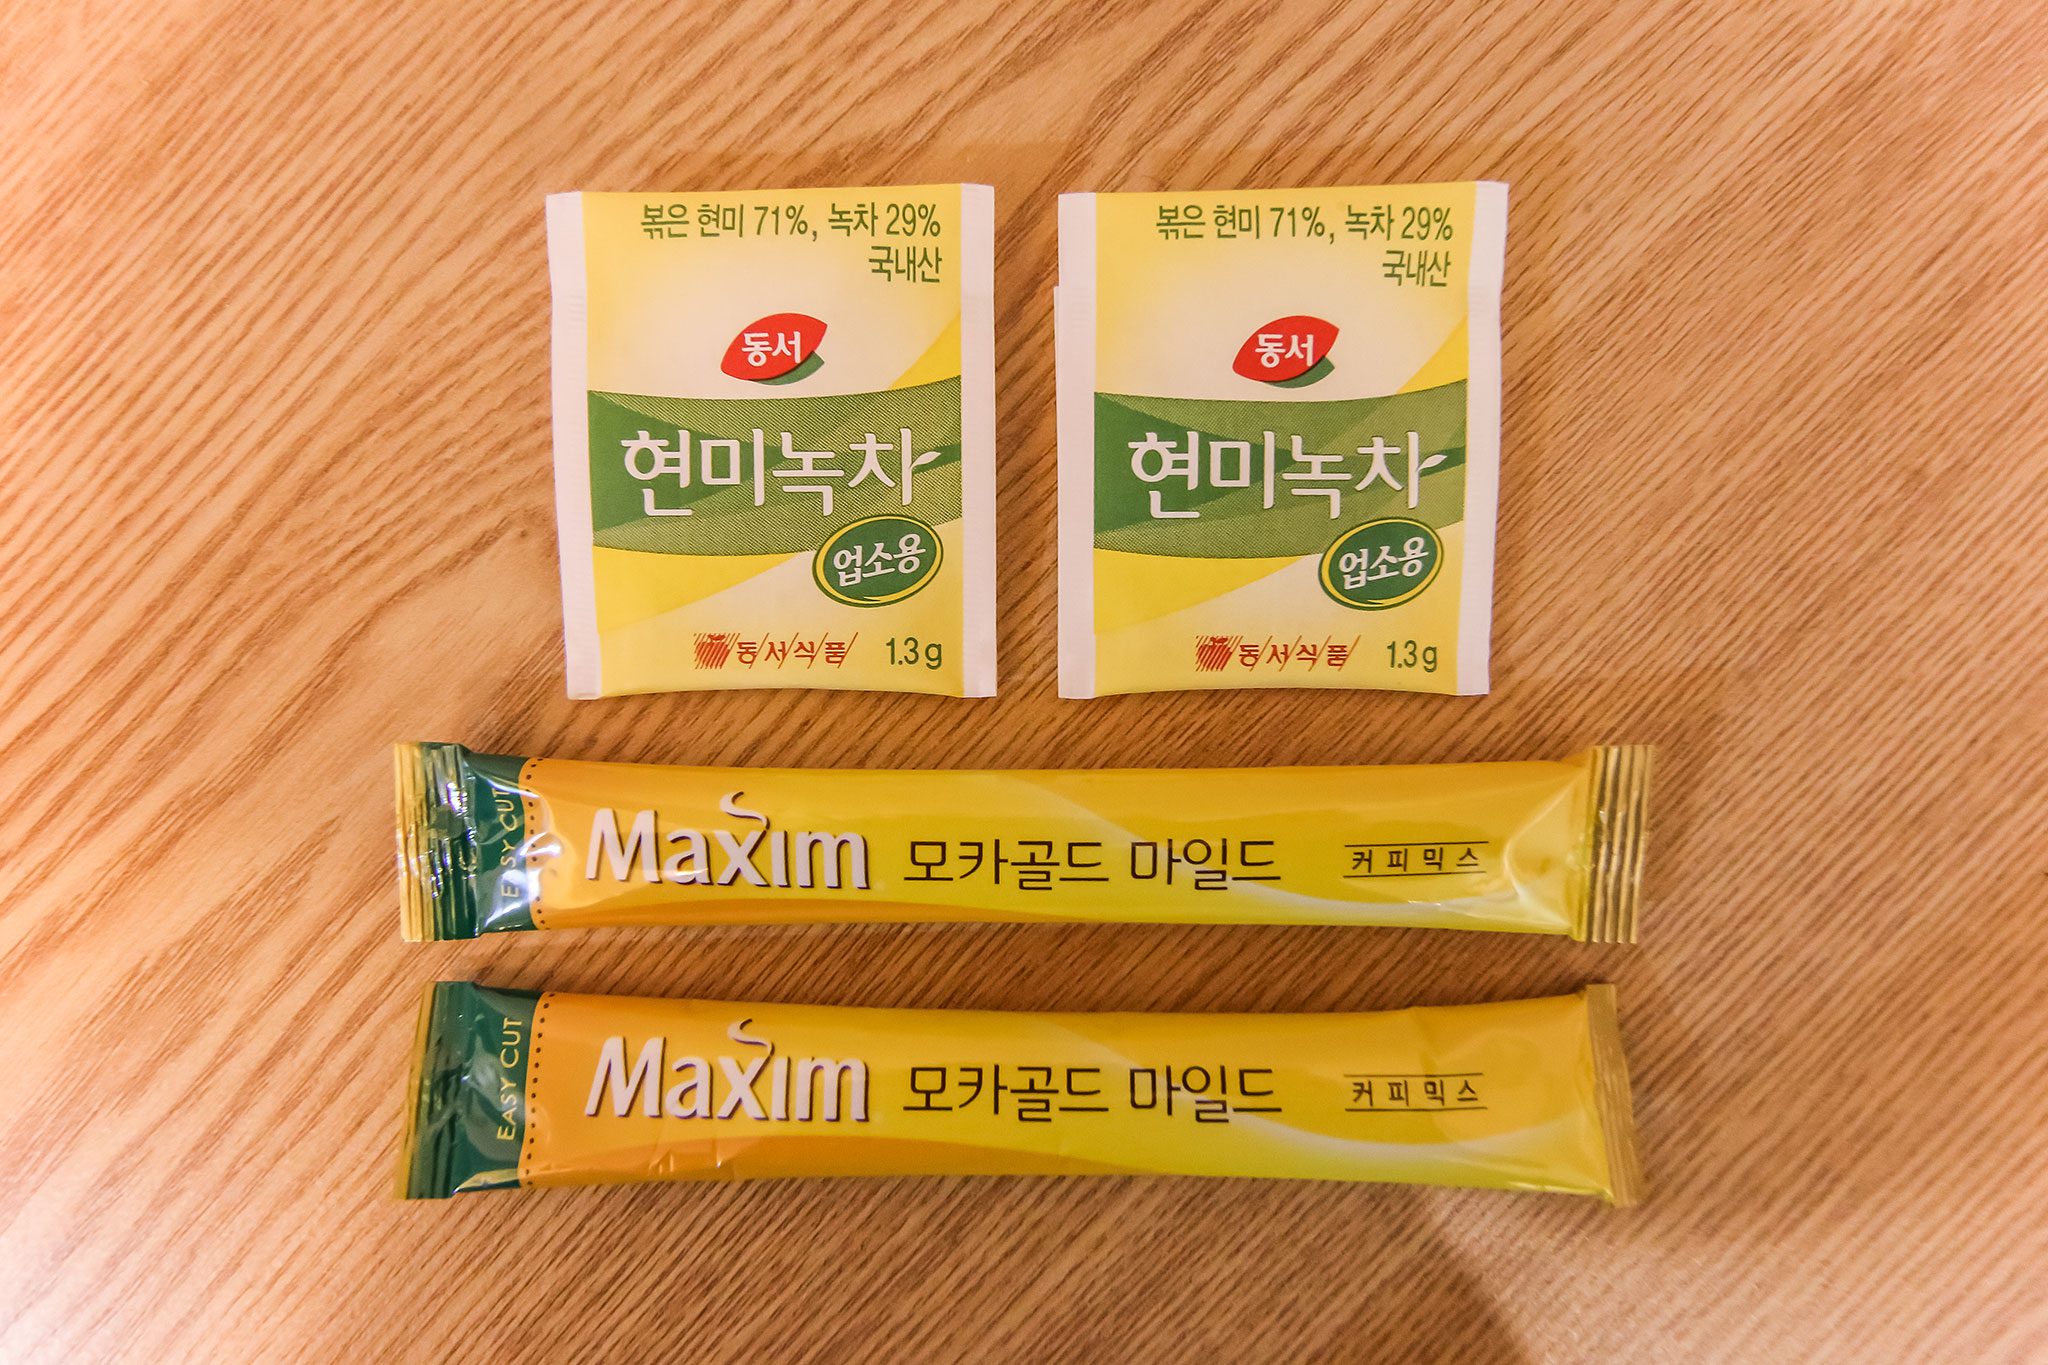 볶은 현미 71%, 녹차 29%
국내산
동서
현미녹차
업소용
동서식품 1.3 g
볶은 현미 71%, 녹차 29%
국내산
동서
현미녹차
업소용
동서식품 1.3 g
EASY CUT
Maxim 모카골드 마일드 커피믹스
EASY CUT
Maxim 모카골드 마일드 커피믹스